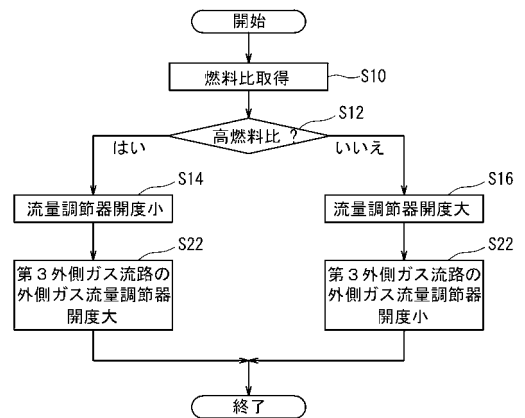 開始
燃料比取得
S10
S12
高燃料比 ?
はい
いいえ
S14
流量調節器開度小
S16
流量調節器開度大
S22
第3外側ガス流路の
外側ガス流量調節器
開度大
S22
第3外側ガス流路の
外側ガス流量調節器
開度小
終了